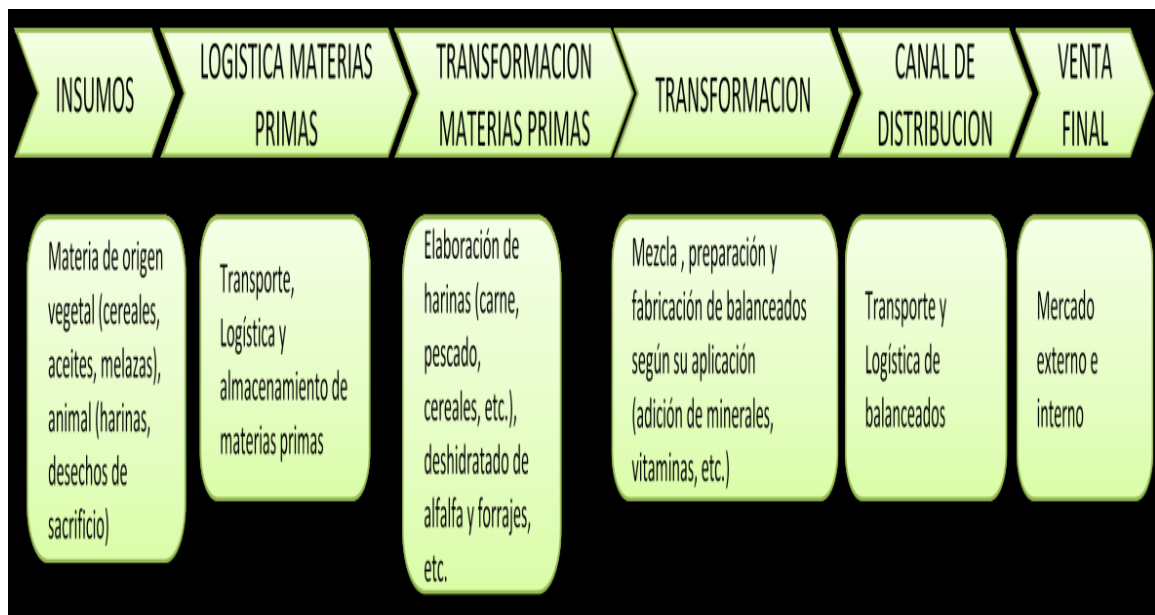 INSUMOS
LOGISTICA MATERIAS
PRIMAS
TRANSFORMACION
MATERIAS PRIMAS
TRANSFORMACION
CANAL DE
DISTRIBUCION
VENTA
FINAL
Materia de origen
vegetal (cereales,
aceites, melazas),
animal (harinas,
desechos de
sacrificio)
Transporte,
Logística y
almacenamiento de
materias primas
Elaboración de
harinas (carne,
pescado,
cereales, etc.),
deshidratado de
alfalfa y forrajes,
etc.
Mezcla , preparación y
fabricación de balanceados
según su aplicación
(adición de minerales,
vitaminas, etc.)
Transporte y
Logística de
balanceados
Mercado
externo e
interno